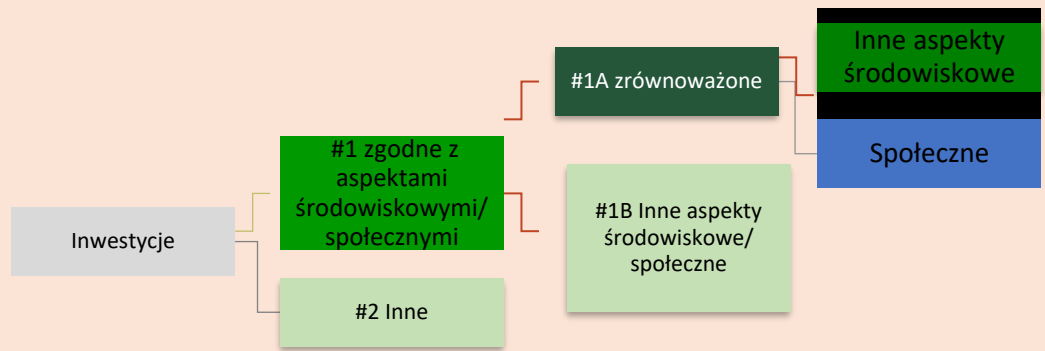 Inwestycje
#1 zgodne z
aspektami
środowiskowymi/
społecznymi
#2 Inne
#1A zrównoważone
#1B Inne aspekty
środowiskowe/
społeczne
Inne aspekty
środowiskowe
Społeczne